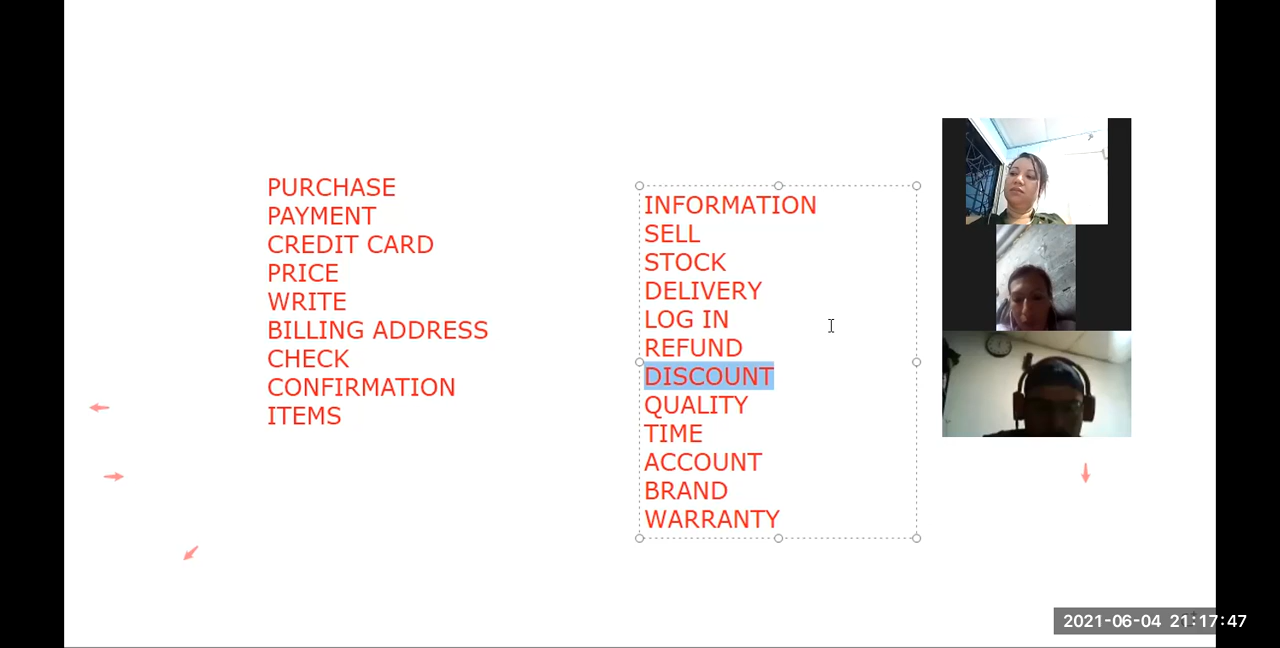 PURCHASE
PAYMENT
CREDIT CARD
PRICE
WRITE
BILLING ADDRESS
CHECK
CONFIRMATION
ITEMS
INFORMATION
SELL
STOCK
DELIVERY
LOG IN
REFUND
DISCOUNT
QUALITY
TIME
ACCOUNT
BRAND
WARRANTY
2021-06-04 21:17:47